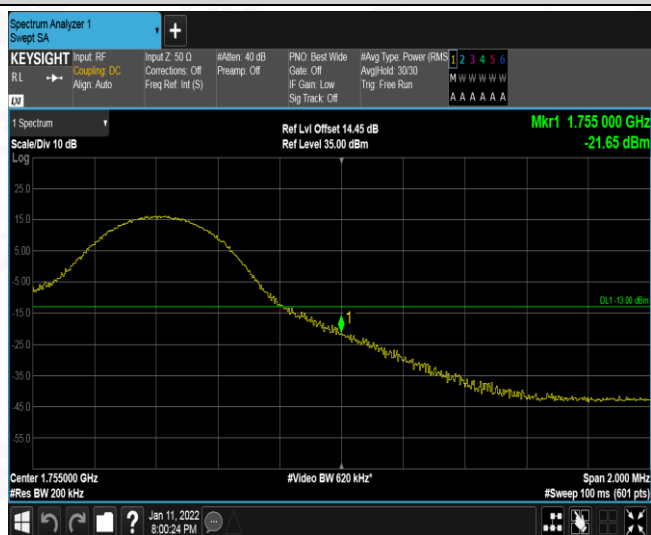 Spectrum Analyzer 1
Swept SA
+
KEYSIGHT
RL
Input: RF
Coupling: DC
Align: Auto
Input Z: 50 Ω
Corrections: Off
Freq Ref: Int (S)
#Atten: 40 dB
Preamp: Off
PNO: Best Wide
Gate: Off
IF Gain: Low
Sig Track: Off
#Avg Type: Power (RMS
Avg|Hold: 30/30
Trig: Free Run
1 2 3 4 5 6
M W W W W W
A A A A A A
LXI
1 Spectrum
Scale/Div 10 dB
Log
Ref Lvl Offset 14.45 dB
Ref Level 35.00 dBm
Mkr1 1.755 000 GHz
-21.65 dBm
25.0
15.0
5.00
-5.00
-15.0
-35.0
-45.0
-55.0
DL1 -13.00 dBm
1
Center 1.755000 GHz
#Res BW 200 kHz
#Video BW 620 kHz*
Span 2.000 MHz
#Sweep 100 ms (601 pts)
?
Jan 11, 2022
8:00:24 PM